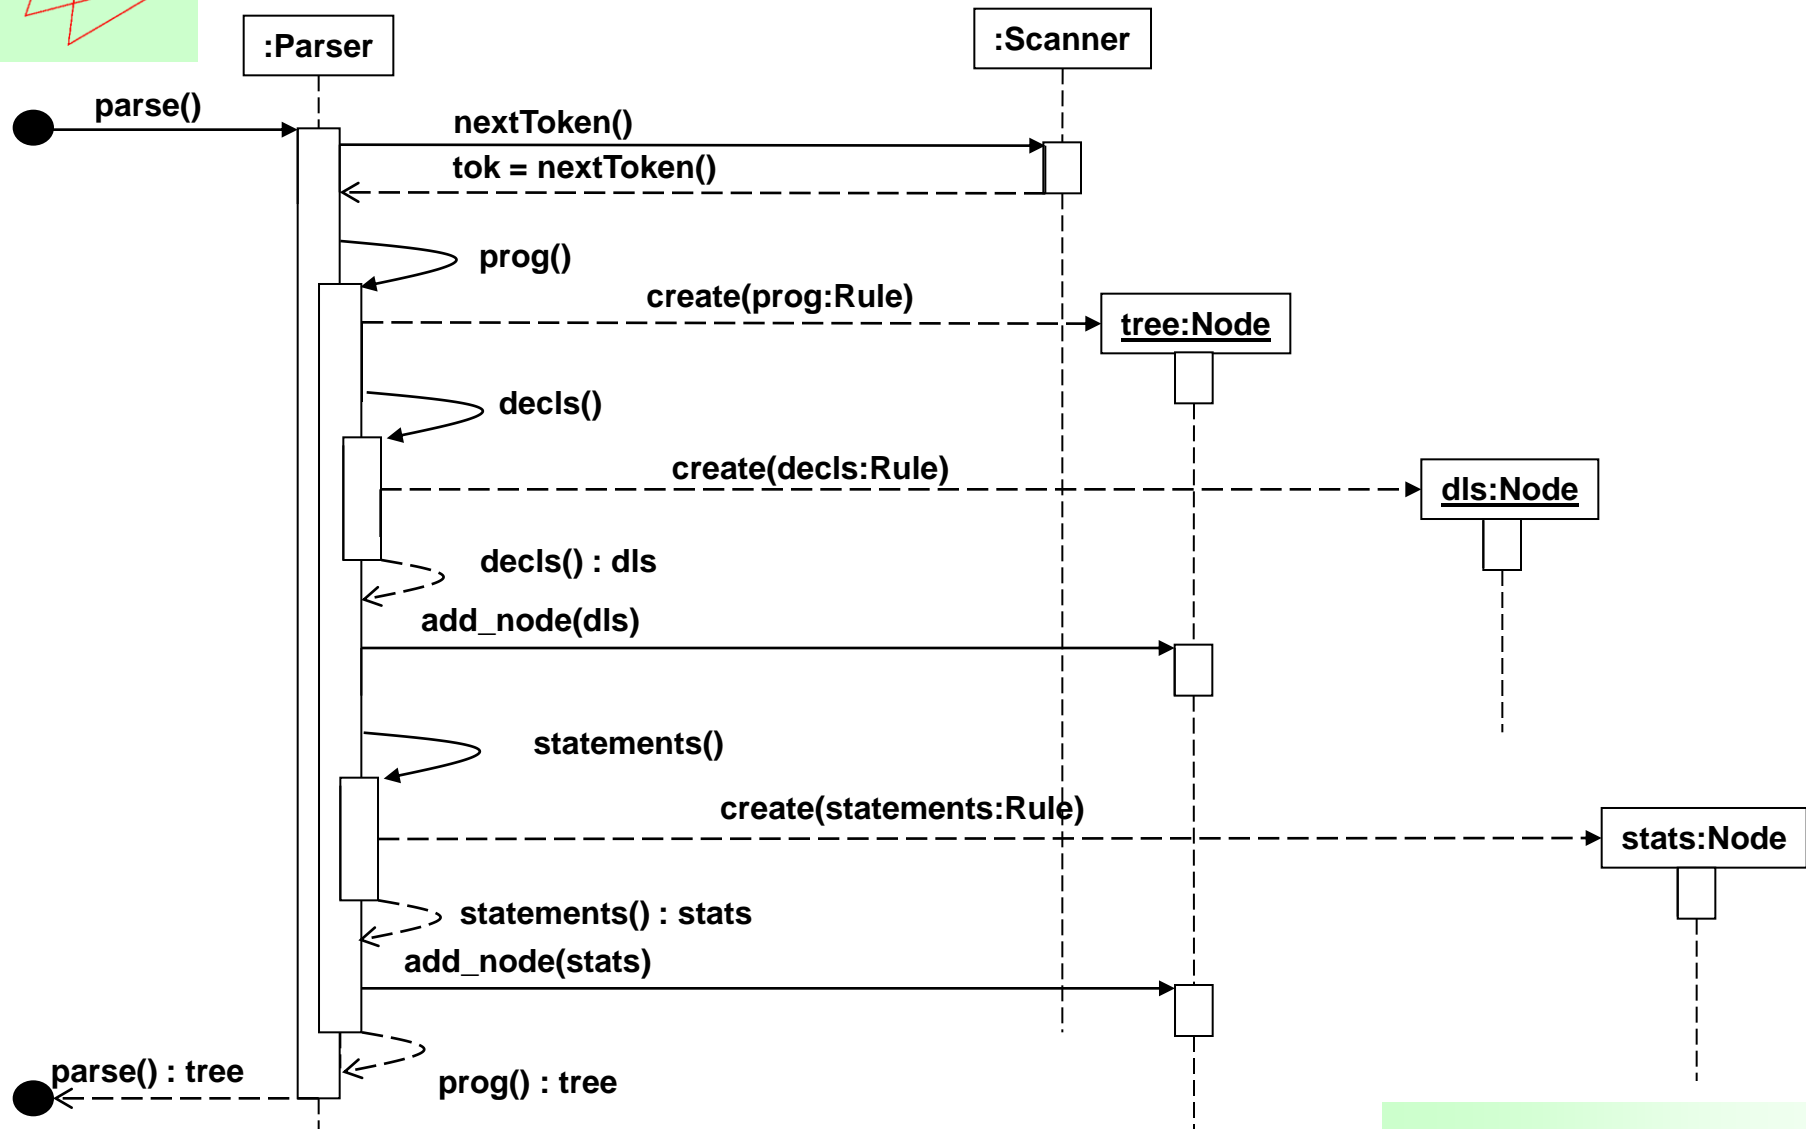 :Parser
:Scanner
parse()
nextToken()
tok = nextToken()
prog()
create(prog:Rule)
tree:Node
decls()
create(decls:Rule)
dls:Node
decls() : dls
add_node(dls)
statements()
create(statements:Rule)
stats:Node
statements() : stats
add_node(stats)
parse() : tree
prog() : tree